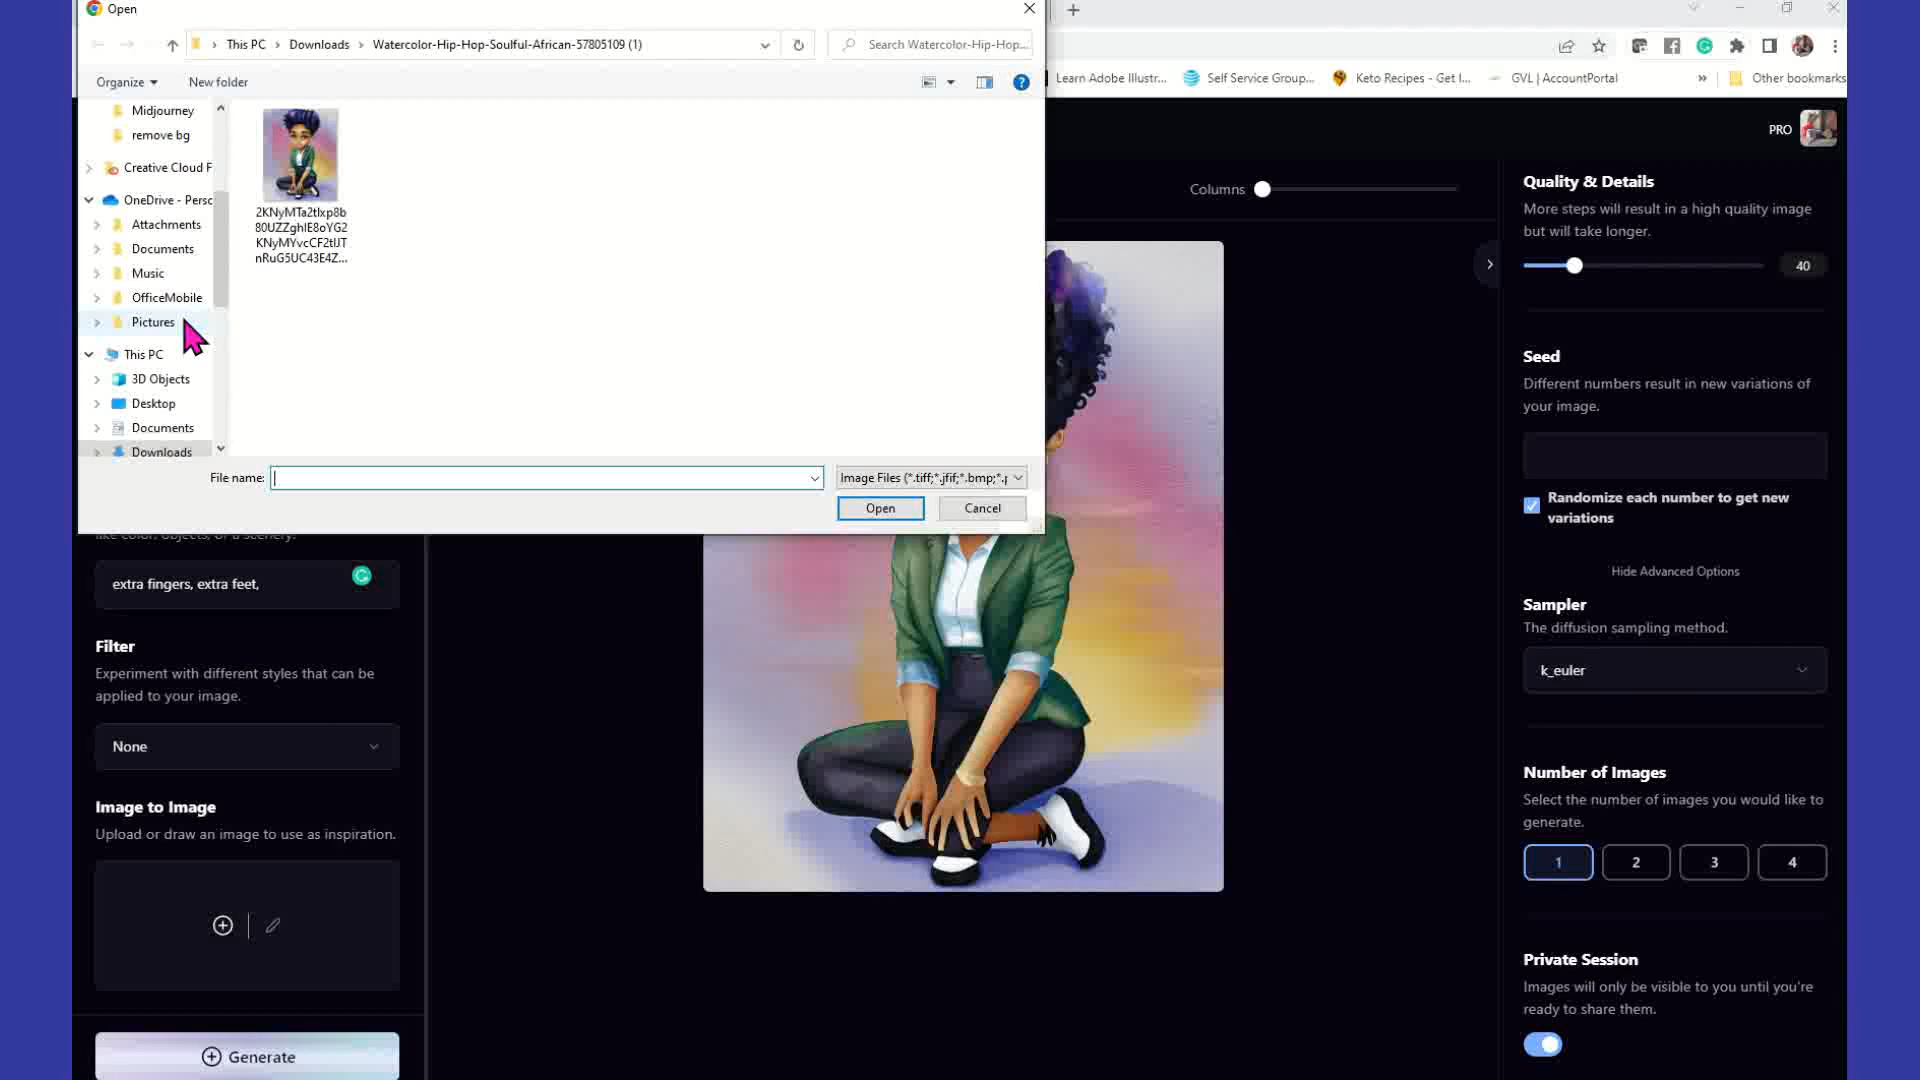 Open
This PC > Downloads > Watercolor-Hip-Hop-Soulful-African-57805109 (1)
Search Watercolor-Hip-Hop...
Organize
New folder
Midjourney
remove bg
Creative Cloud F
OneDrive - Perso
Attachments
Documents
Music
OfficeMobile
Pictures
This PC
3D Objects
Desktop
Documents
Downloads
2KNyMTa2tIxp8b
80UZZghIE8oYG2
KNyMYvcCF2tIJT
nRuG5UC43E4Z...
File name:
Image Files (*.tiff;*.jfif;*.bmp;*.p
Open
Cancel
Learn Adobe Illustr...
Self Service Group...
Keto Recipes - Get I...
GVL | AccountPortal
»
Other bookmarks
PRO
Columns
like color, objects, or a scenery.
extra fingers, extra feet,
Filter
Experiment with different styles that can be
applied to your image.
None
Image to Image
Upload or draw an image to use as inspiration.
Generate
Quality & Details
More steps will result in a high quality image
but will take longer.
40
Seed
Different numbers result in new variations of
your image.
Randomize each number to get new
variations
Hide Advanced Options
Sampler
The diffusion sampling method.
k_euler
Number of Images
Select the number of images you would like to
generate.
1
2
3
4
Private Session
Images will only be visible to you until you're
ready to share them.